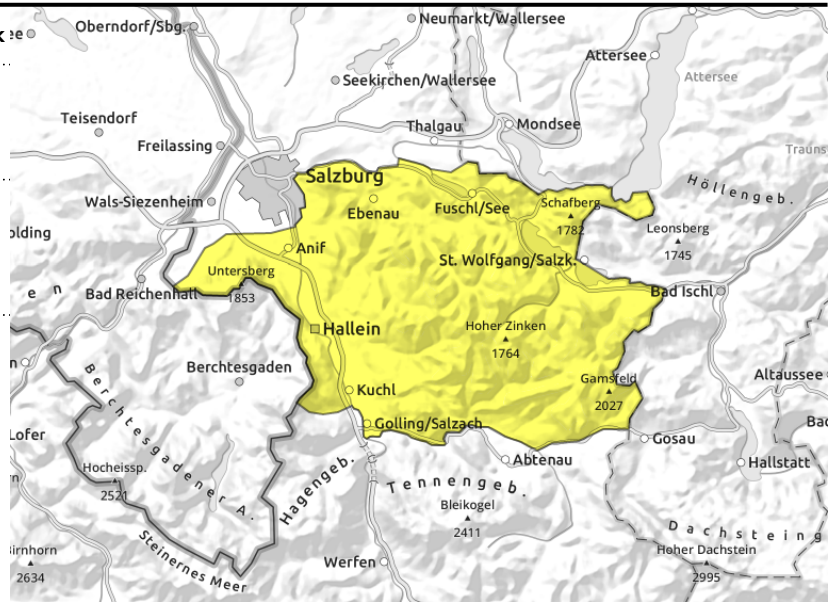 Oberndorf/Sbg.
Neumarkt/Wallersee
Attersee
Attersee
Seekirchen/Wallersee
Teisendorf
Thalgau
Mondsee
Freilassing
Salzburg
Höllengeb.
Wals-Siezenheim
Ebenau
Fuschl/See
Schafberg
1782
Leonsberg
1745
Anif
St. Wolfgang/Salzk.
Untersberg
1853
Bad Reichenhall
Bad Ischl
Hallein
Hoher Zinken
1764
Berchtesgaden
Berchtesgadener A.
Gamsfeld
2027
Altaussee
Kuchl
Golling/Salzach
Gosau
Abtenau
Hallstatt
Hocheissp.
2521
Hagengeb.
Tennengeb.
Bleikogel
2411
Steinernes Meer
Werfen
Hoher Dachstein
2995
2634